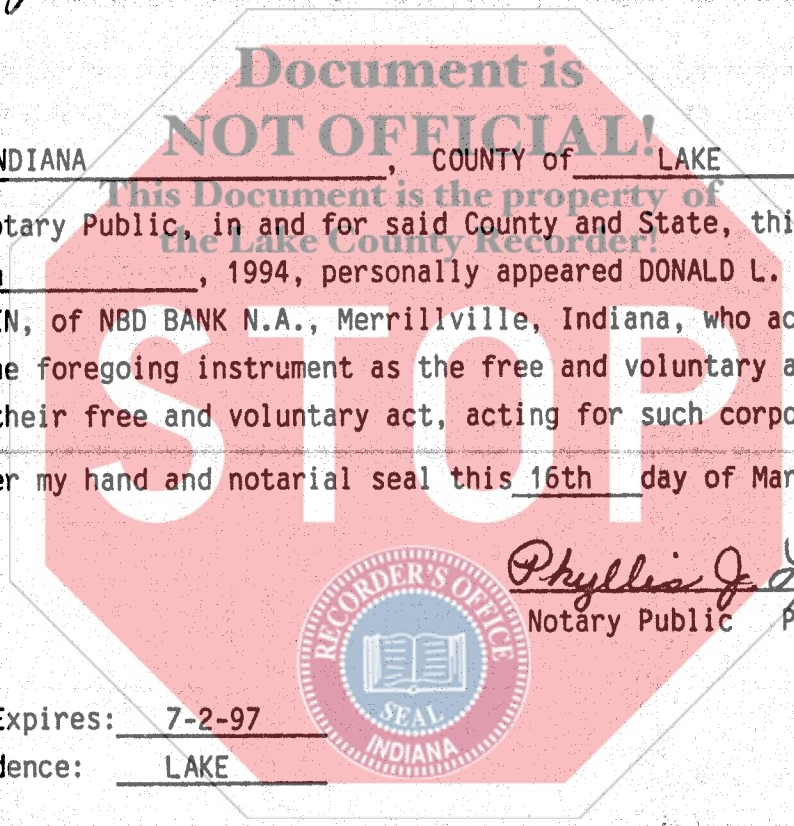 Document is
NOT OFFICIAL!
NDIANA, COUNTY of LAKE
This Document is the property of
otary Public, in and for said County and State, thi
the Lake County Recorder!
, 1994, personally appeared DONALD L.
IN, of NBD BANK N.A., Merrillville, Indiana, who ac
e foregoing instrument as the free and voluntary a
STOP
their free and voluntary act, acting for such corpo
er my hand and notarial seal this 16th day of Mar
Phyllis J.
Notary Public P
RECORDER'S OFFICE
SEAL
INDIANA
Expires: 7-2-97
dence: LAKE